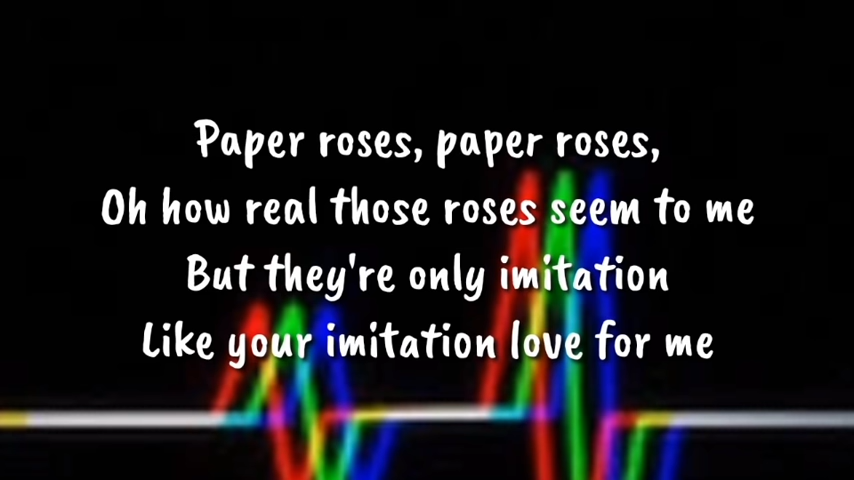 Paper roses, paper roses,
Oh how real those roses seem to me
But they're only imitation
Like your imitation love for me